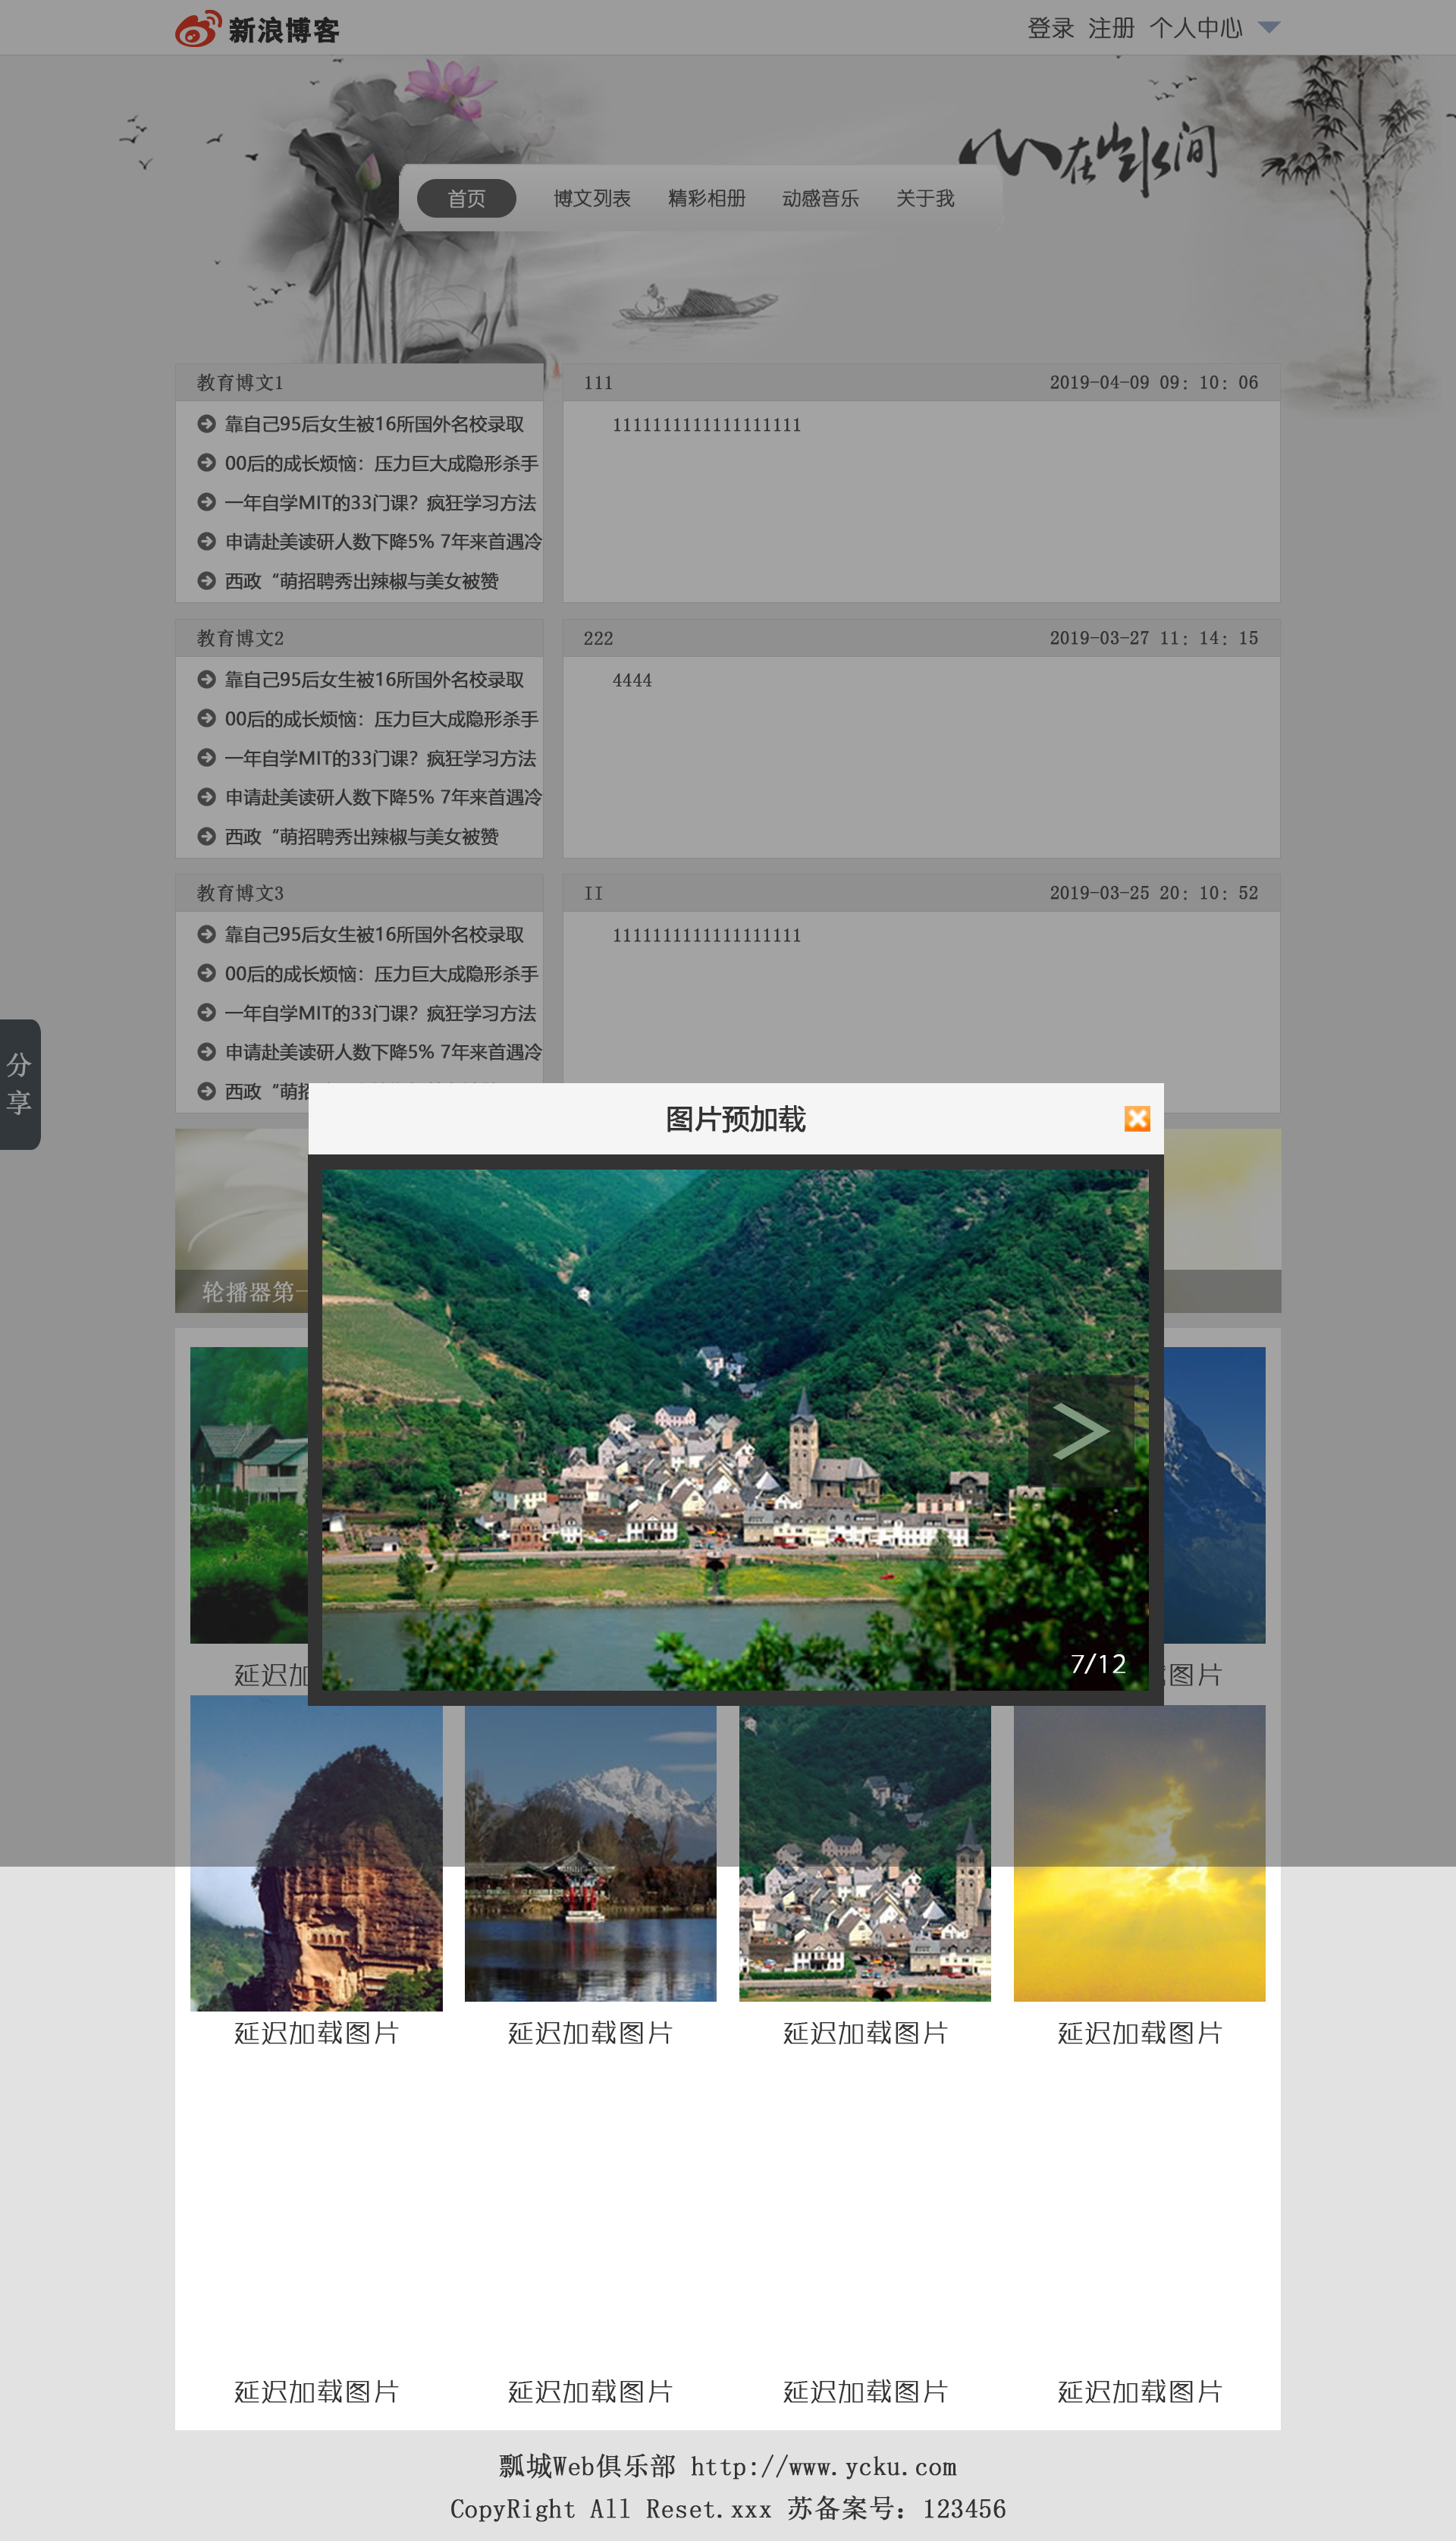 新浪博客
登录 注册 个人中心
心在山水间
首页 博文列表 精彩相册 动感音乐 关于我
教育博文1
靠自己95后女生被16所国外名校录取
00后的成长烦恼：压力巨大成隐形杀手
一年自学MIT的33门课？疯狂学习方法
申请赴美读研人数下降5% 7年来首遇冷
西政“萌招聘秀出辣椒与美女被赞
111 2019-04-09 09：10：06
1111111111111111111
教育博文2
靠自己95后女生被16所国外名校录取
00后的成长烦恼：压力巨大成隐形杀手
一年自学MIT的33门课？疯狂学习方法
申请赴美读研人数下降5% 7年来首遇冷
西政“萌招聘秀出辣椒与美女被赞
222 2019-03-27 11：14：15
4444
教育博文3
靠自己95后女生被16所国外名校录取
00后的成长烦恼：压力巨大成隐形杀手
一年自学MIT的33门课？疯狂学习方法
申请赴美读研人数下降5% 7年来首遇冷
西政“萌招
II 2019-03-25 20：10：52
1111111111111111111
分
享
图片预加载
轮播器第一
>
7/12
延迟加
图片
延迟加载图片 延迟加载图片 延迟加载图片 延迟加载图片
延迟加载图片 延迟加载图片 延迟加载图片 延迟加载图片
瓢城Web俱乐部 http://www.ycku.com
CopyRight All Reset.xxx 苏备案号：123456